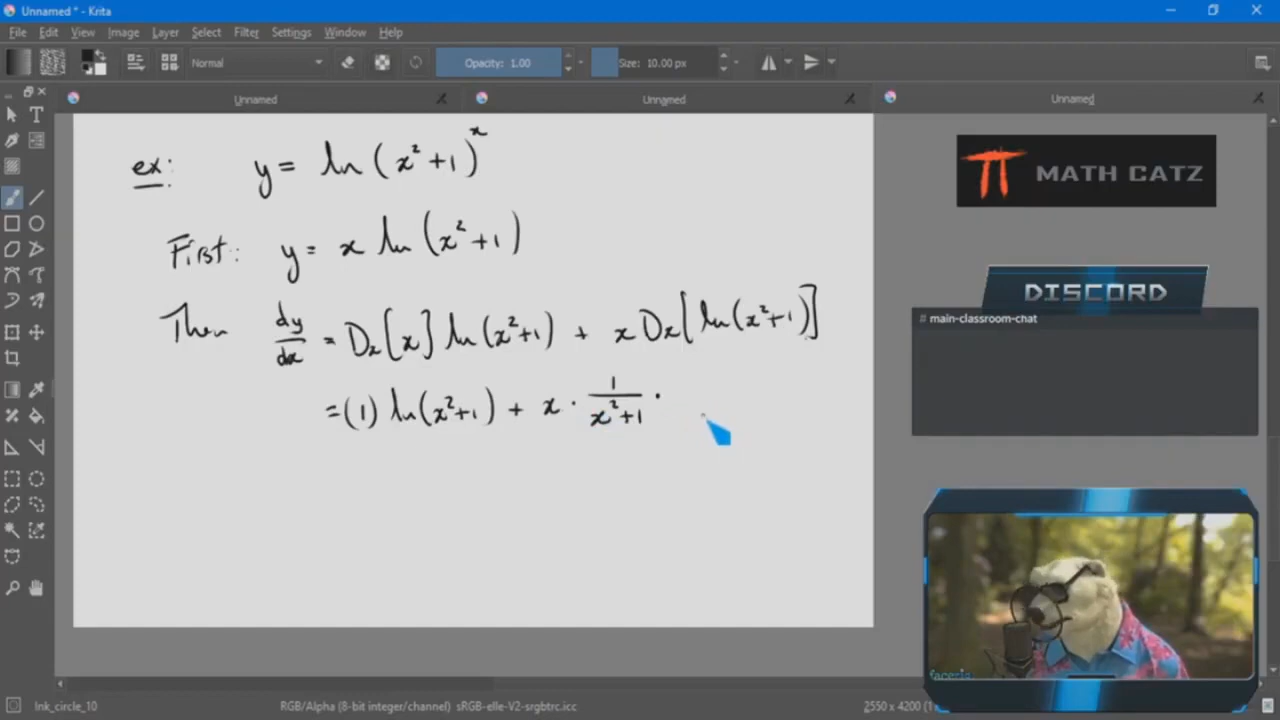 Unnamed * - Krita
File Edit View Image Layer Select Filter Settings Window Help
Normal Opacity: 1.00 Size: 10.00 px
Unnamed Unnamed Unnamed
ex: y = ln(x²+1)ˣ
First: y = x ln(x²+1)
Then dy/dx = Dₓ[x] ln(x²+1) + x Dₓ[ln(x²+1)]
= (1) ln(x²+1) + x · 1/(x²+1) ·
MATH CATZ
DISCORD
# main-classroom-chat
facerig
Ink_circle_10 RGB/Alpha (8-bit integer/channel) sRGB-elle-V2-srgbtrc.icc 2550 x 4200 (1